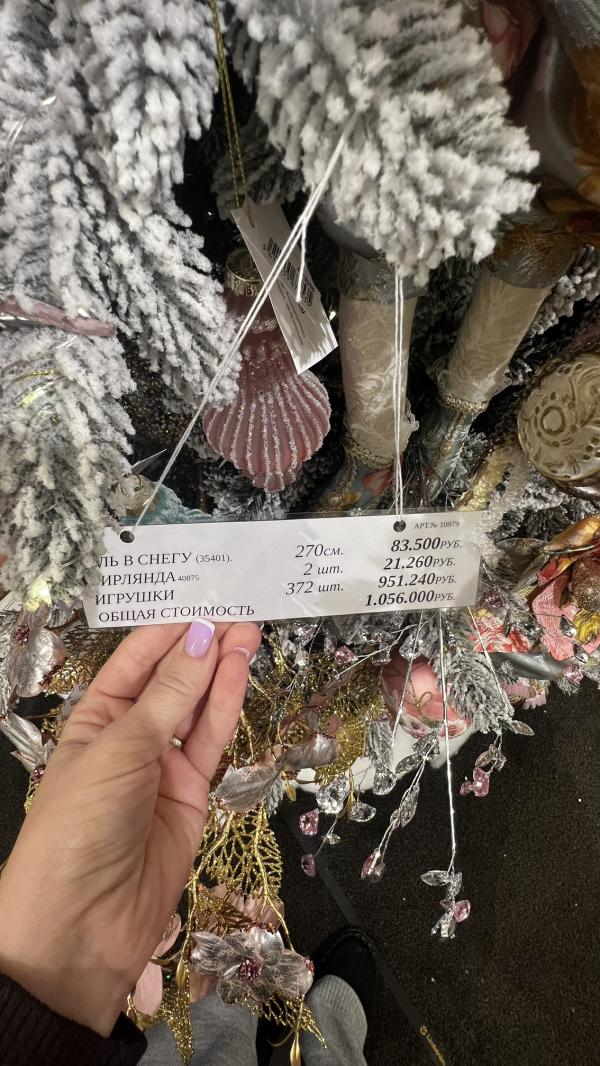 АРТ.№ 10979
ЛЬ В СНЕГУ (35401). 270см. 83.500РУБ.
ИРЛЯНДА 40875 2 шт. 21.260РУБ.
ИГРУШКИ 372 шт. 951.240РУБ.
ОБЩАЯ СТОИМОСТЬ 1.056.000РУБ.